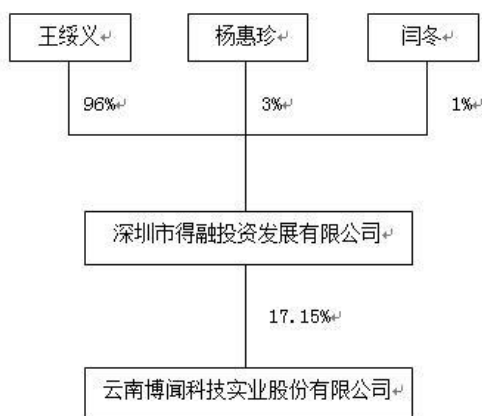 王绥义
杨惠珍
闫冬
96%
3%
1%
深圳市得融投资发展有限公司
17.15%
云南博闻科技实业股份有限公司